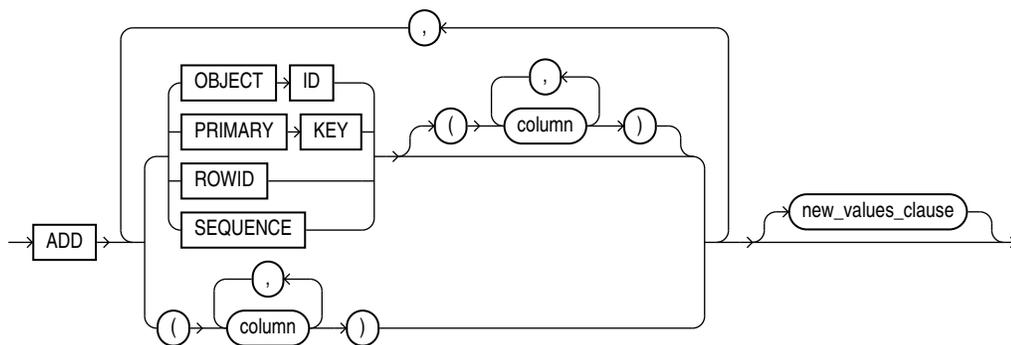 ,
OBJECT ID
,
PRIMARY KEY
( column )
ROWID
SEQUENCE
ADD
new_values_clause
,
( column )